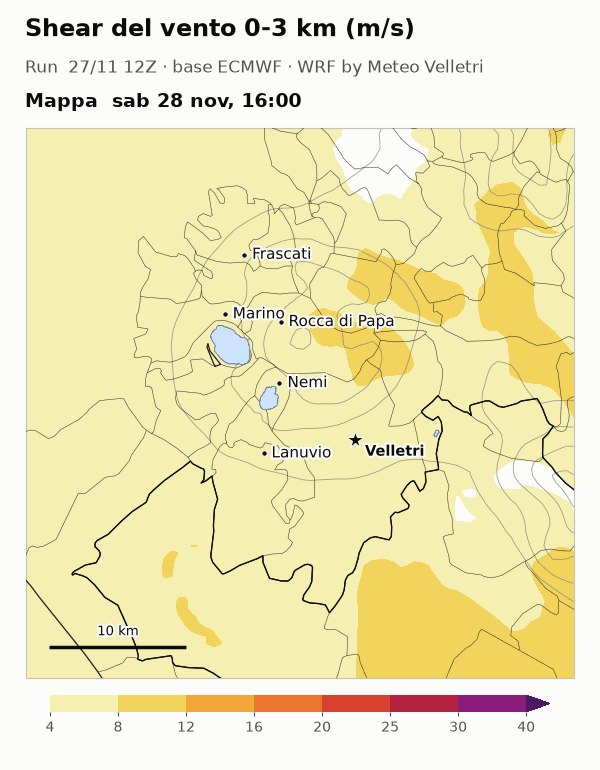 Shear del vento 0-3 km (m/s)
Run  27/11 12Z · base ECMWF · WRF by Meteo Velletri
Mappa  sab 28 nov, 16:00
Frascati
Marino
Rocca di Papa
Nemi
Velletri
Lanuvio
10 km
4 8 12 16 20 25 30 40